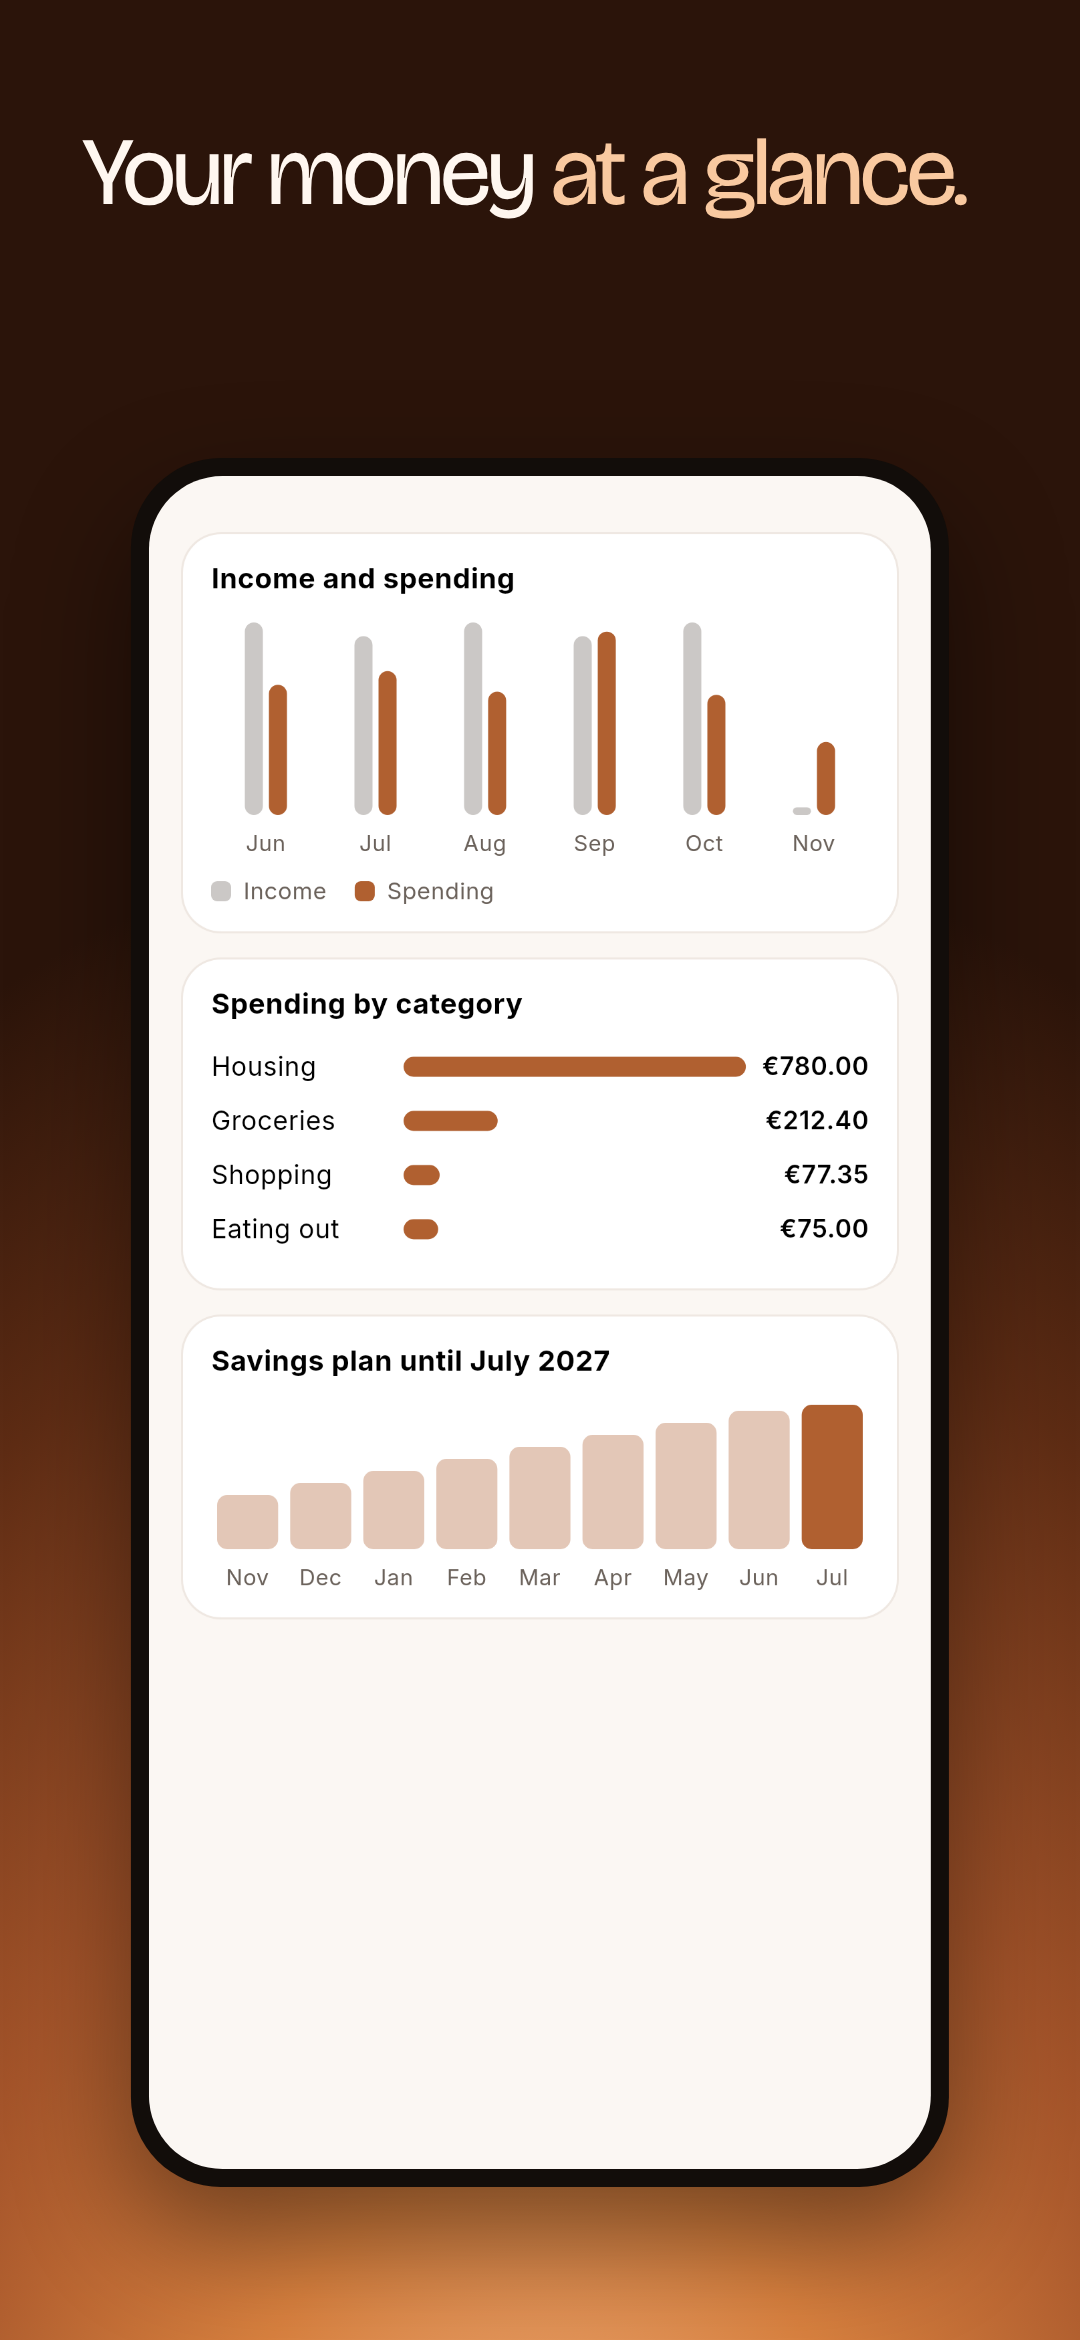 Your money at a glance.
Income and spending
Jun Jul Aug Sep Oct Nov
Income Spending
Spending by category
Housing €780.00
Groceries €212.40
Shopping €77.35
Eating out €75.00
Savings plan until July 2027
Nov Dec Jan Feb Mar Apr May Jun Jul